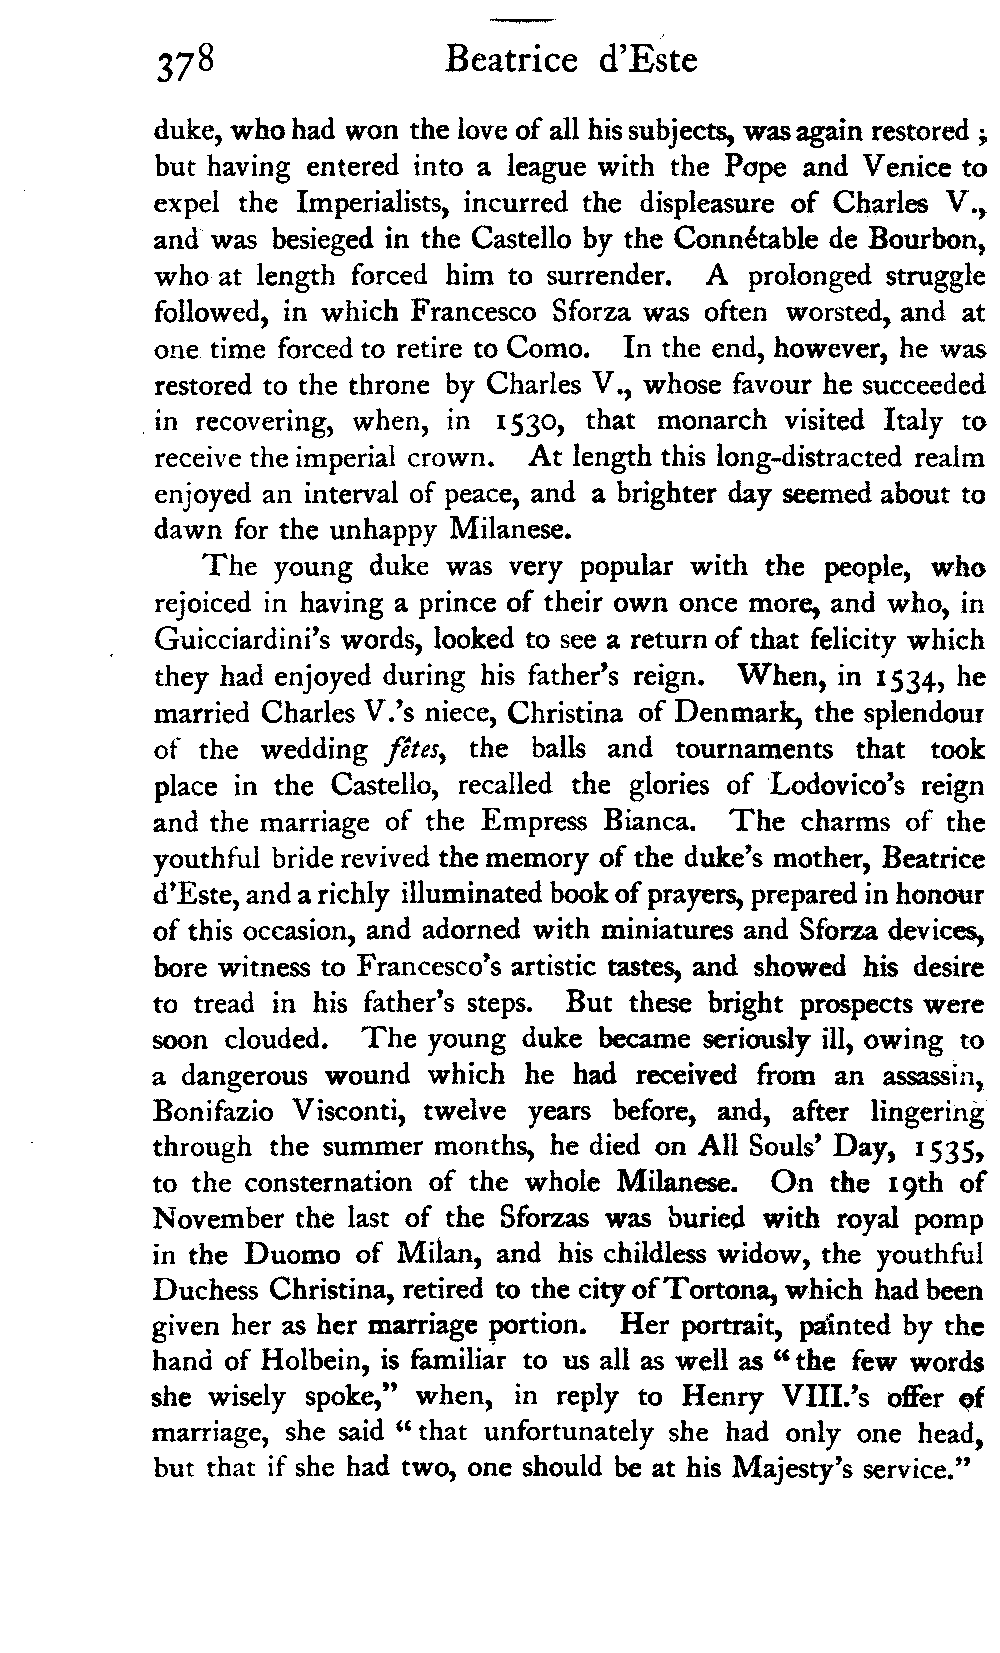 378 Beatrice d'Este
duke, who had won the love of all his subjects, was again restored ;
but having entered into a league with the Pope and Venice to
expel the Imperialists, incurred the displeasure of Charles V.,
and was besieged in the Castello by the Connétable de Bourbon,
who at length forced him to surrender. A prolonged struggle
followed, in which Francesco Sforza was often worsted, and at
one time forced to retire to Como. In the end, however, he was
restored to the throne by Charles V., whose favour he succeeded
in recovering, when, in 1530, that monarch visited Italy to
receive the imperial crown. At length this long-distracted realm
enjoyed an interval of peace, and a brighter day seemed about to
dawn for the unhappy Milanese.
The young duke was very popular with the people, who
rejoiced in having a prince of their own once more, and who, in
Guicciardini's words, looked to see a return of that felicity which
they had enjoyed during his father's reign. When, in 1534, he
married Charles V.'s niece, Christina of Denmark, the splendour
of the wedding fêtes, the balls and tournaments that took
place in the Castello, recalled the glories of Lodovico's reign
and the marriage of the Empress Bianca. The charms of the
youthful bride revived the memory of the duke's mother, Beatrice
d'Este, and a richly illuminated book of prayers, prepared in honour
of this occasion, and adorned with miniatures and Sforza devices,
bore witness to Francesco's artistic tastes, and showed his desire
to tread in his father's steps. But these bright prospects were
soon clouded. The young duke became seriously ill, owing to
a dangerous wound which he had received from an assassin,
Bonifazio Visconti, twelve years before, and, after lingering
through the summer months, he died on All Souls' Day, 1535,
to the consternation of the whole Milanese. On the 19th of
November the last of the Sforzas was buried with royal pomp
in the Duomo of Milan, and his childless widow, the youthful
Duchess Christina, retired to the city of Tortona, which had been
given her as her marriage portion. Her portrait, painted by the
hand of Holbein, is familiar to us all as well as "the few words
she wisely spoke," when, in reply to Henry VIII.'s offer of
marriage, she said "that unfortunately she had only one head,
but that if she had two, one should be at his Majesty's service."